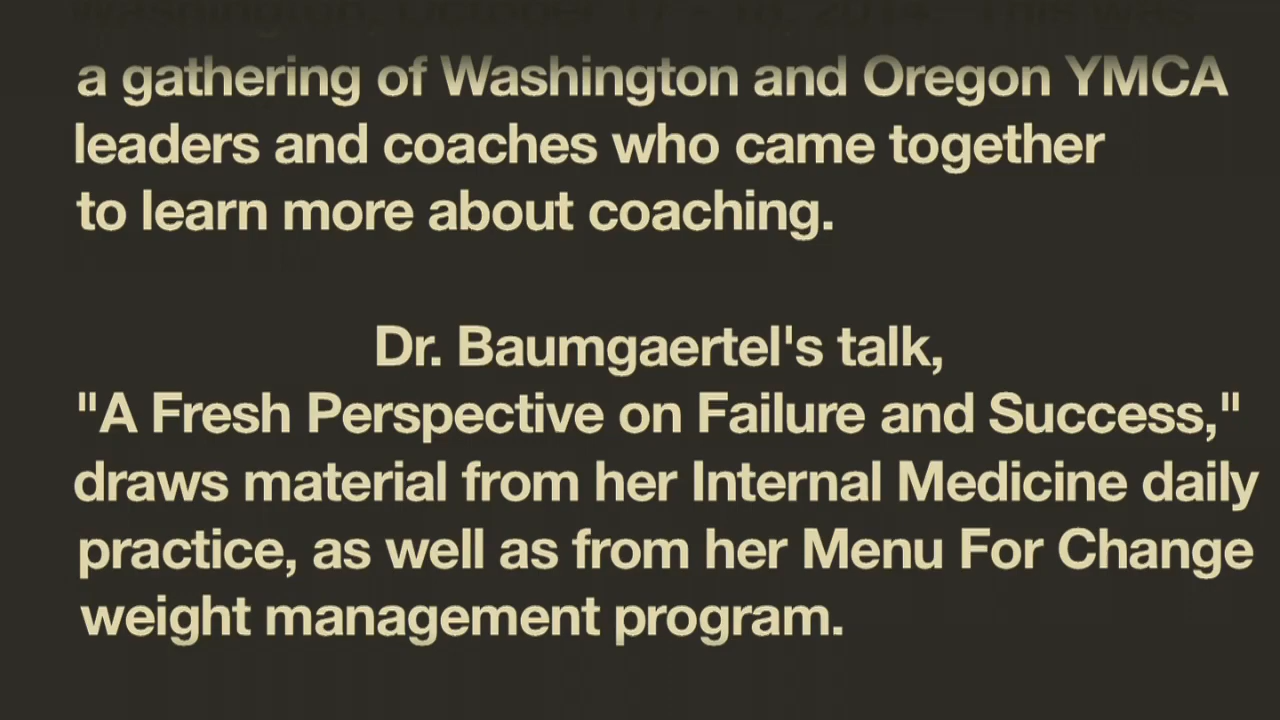 a gathering of Washington and Oregon YMCA
leaders and coaches who came together
to learn more about coaching.
Dr. Baumgaertel's talk,
"A Fresh Perspective on Failure and Success,"
draws material from her Internal Medicine daily
practice, as well as from her Menu For Change
weight management program.